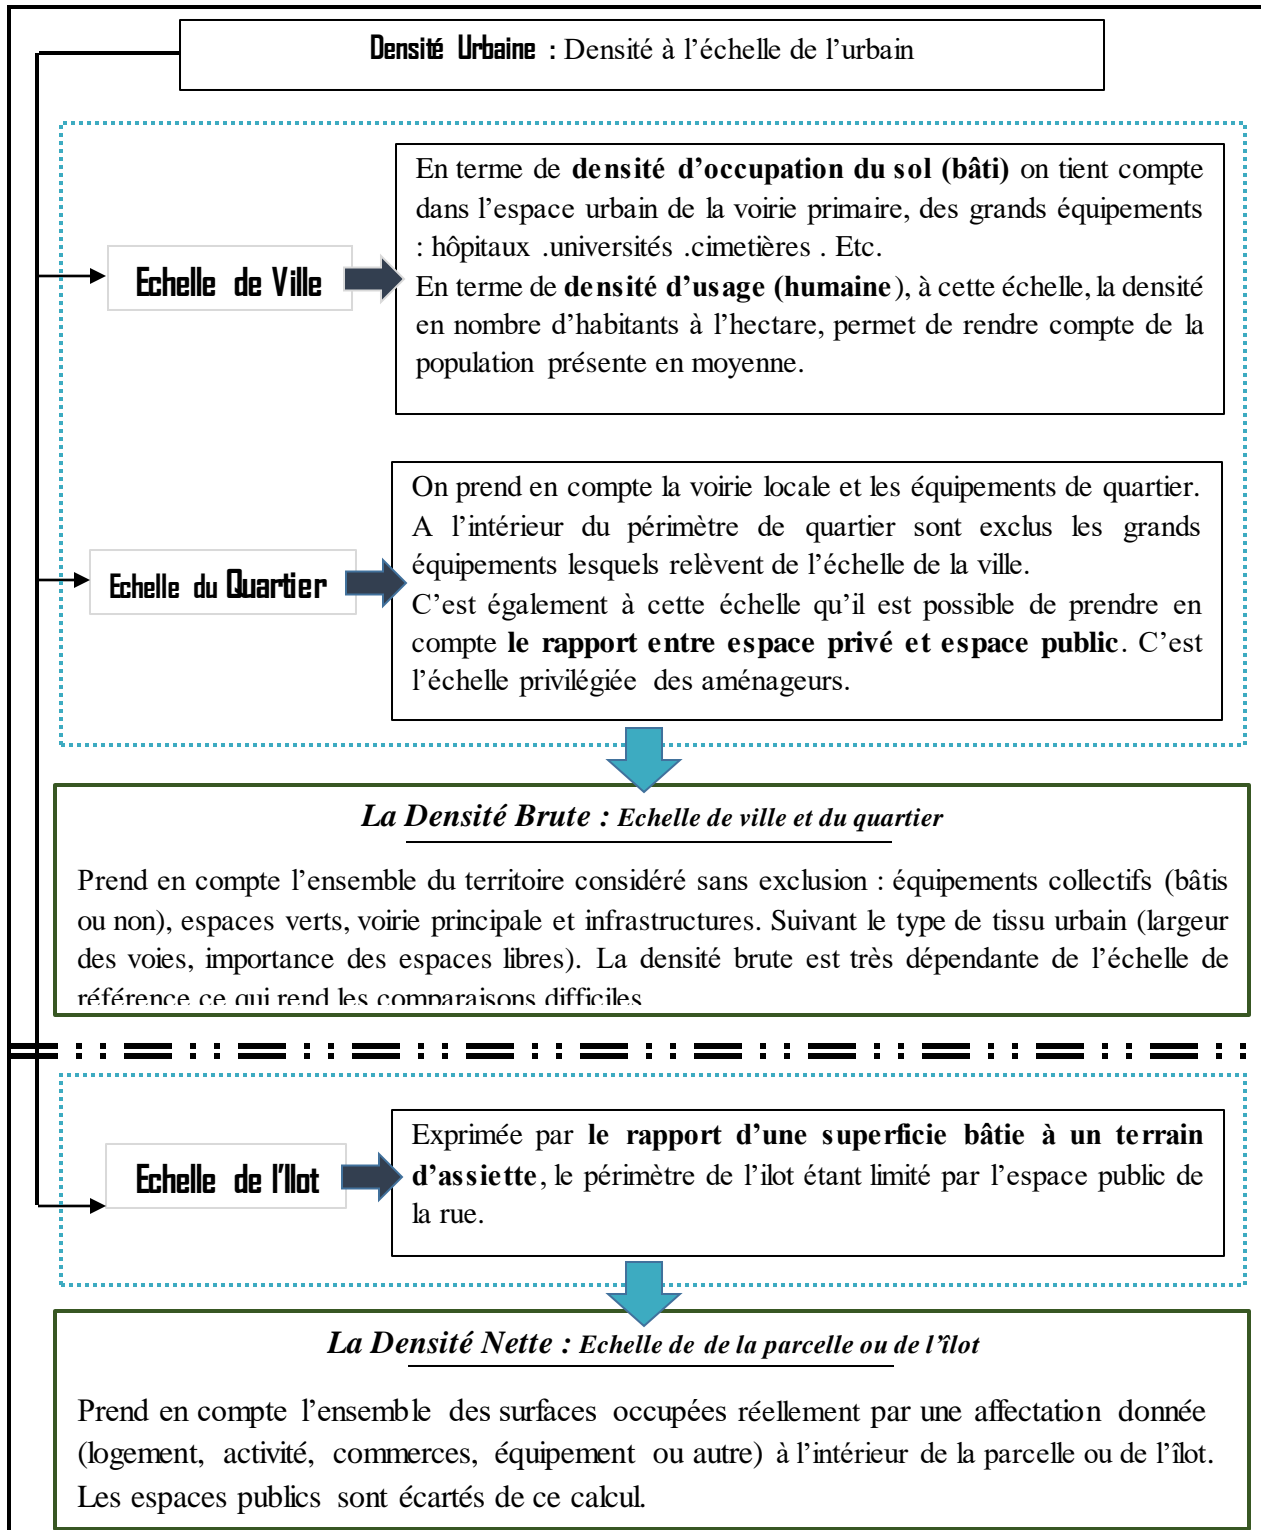 Densité Urbaine : Densité à l’échelle de l’urbain
Echelle de Ville
En terme de densité d’occupation du sol (bâti) on tient compte
dans l’espace urbain de la voirie primaire, des grands équipements
: hôpitaux .universités .cimetières . Etc.
En terme de densité d’usage (humaine), à cette échelle, la densité
en nombre d’habitants à l’hectare, permet de rendre compte de la
population présente en moyenne.
Echelle du Quartier
On prend en compte la voirie locale et les équipements de quartier.
A l’intérieur du périmètre de quartier sont exclus les grands
équipements lesquels relèvent de l’échelle de la ville.
C’est également à cette échelle qu’il est possible de prendre en
compte le rapport entre espace privé et espace public. C’est
l’échelle privilégiée des aménageurs.
La Densité Brute : Echelle de ville et du quartier
Prend en compte l’ensemble du territoire considéré sans exclusion : équipements collectifs (bâtis
ou non), espaces verts, voirie principale et infrastructures. Suivant le type de tissu urbain (largeur
des voies, importance des espaces libres). La densité brute est très dépendante de l’échelle de
référence ce qui rend les comparaisons difficiles
Echelle de l’Ilot
Exprimée par le rapport d’une superficie bâtie à un terrain
d’assiette, le périmètre de l’ilot étant limité par l’espace public de
la rue.
La Densité Nette : Echelle de de la parcelle ou de l’îlot
Prend en compte l’ensemble des surfaces occupées réellement par une affectation donnée
(logement, activité, commerces, équipement ou autre) à l’intérieur de la parcelle ou de l’îlot.
Les espaces publics sont écartés de ce calcul.